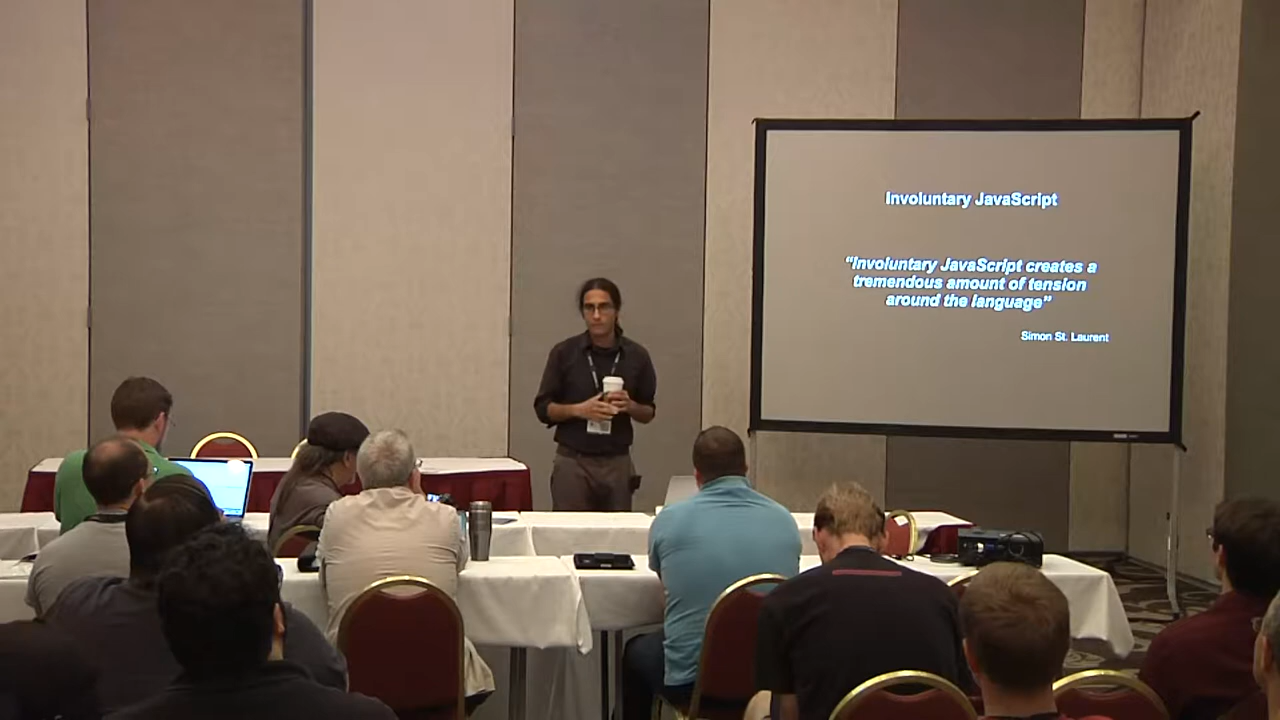 Involuntary JavaScript
“Involuntary JavaScript creates a
tremendous amount of tension
around the language”
Simon St. Laurent